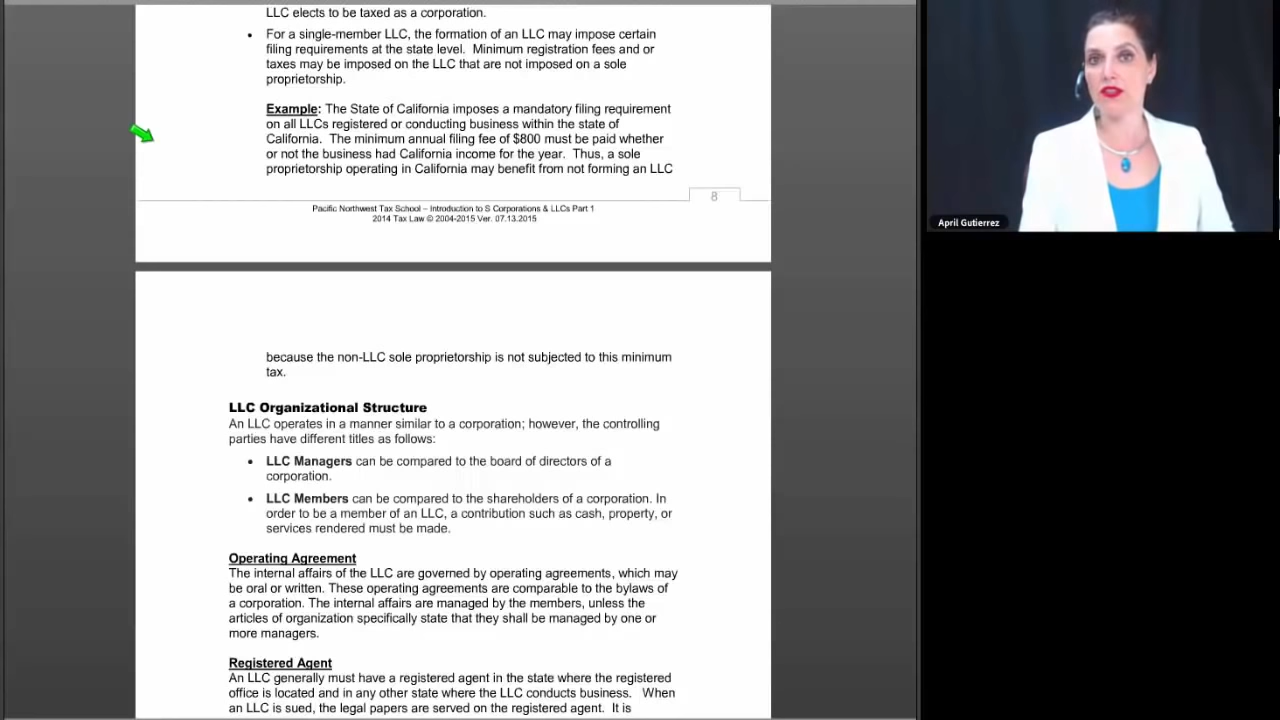 LLC elects to be taxed as a corporation.
• For a single-member LLC, the formation of an LLC may impose certain
filing requirements at the state level. Minimum registration fees and or
taxes may be imposed on the LLC that are not imposed on a sole
proprietorship.
Example: The State of California imposes a mandatory filing requirement
on all LLCs registered or conducting business within the state of
California. The minimum annual filing fee of $800 must be paid whether
or not the business had California income for the year. Thus, a sole
proprietorship operating in California may benefit from not forming an LLC
8
Pacific Northwest Tax School – Introduction to S Corporations & LLCs Part 1
2014 Tax Law © 2004-2015 Ver. 07.13.2015
because the non-LLC sole proprietorship is not subjected to this minimum
tax.
LLC Organizational Structure
An LLC operates in a manner similar to a corporation; however, the controlling
parties have different titles as follows:
• LLC Managers can be compared to the board of directors of a
corporation.
• LLC Members can be compared to the shareholders of a corporation. In
order to be a member of an LLC, a contribution such as cash, property, or
services rendered must be made.
Operating Agreement
The internal affairs of the LLC are governed by operating agreements, which may
be oral or written. These operating agreements are comparable to the bylaws of
a corporation. The internal affairs are managed by the members, unless the
articles of organization specifically state that they shall be managed by one or
more managers.
Registered Agent
An LLC generally must have a registered agent in the state where the registered
office is located and in any other state where the LLC conducts business. When
an LLC is sued, the legal papers are served on the registered agent. It is
April Gutierrez